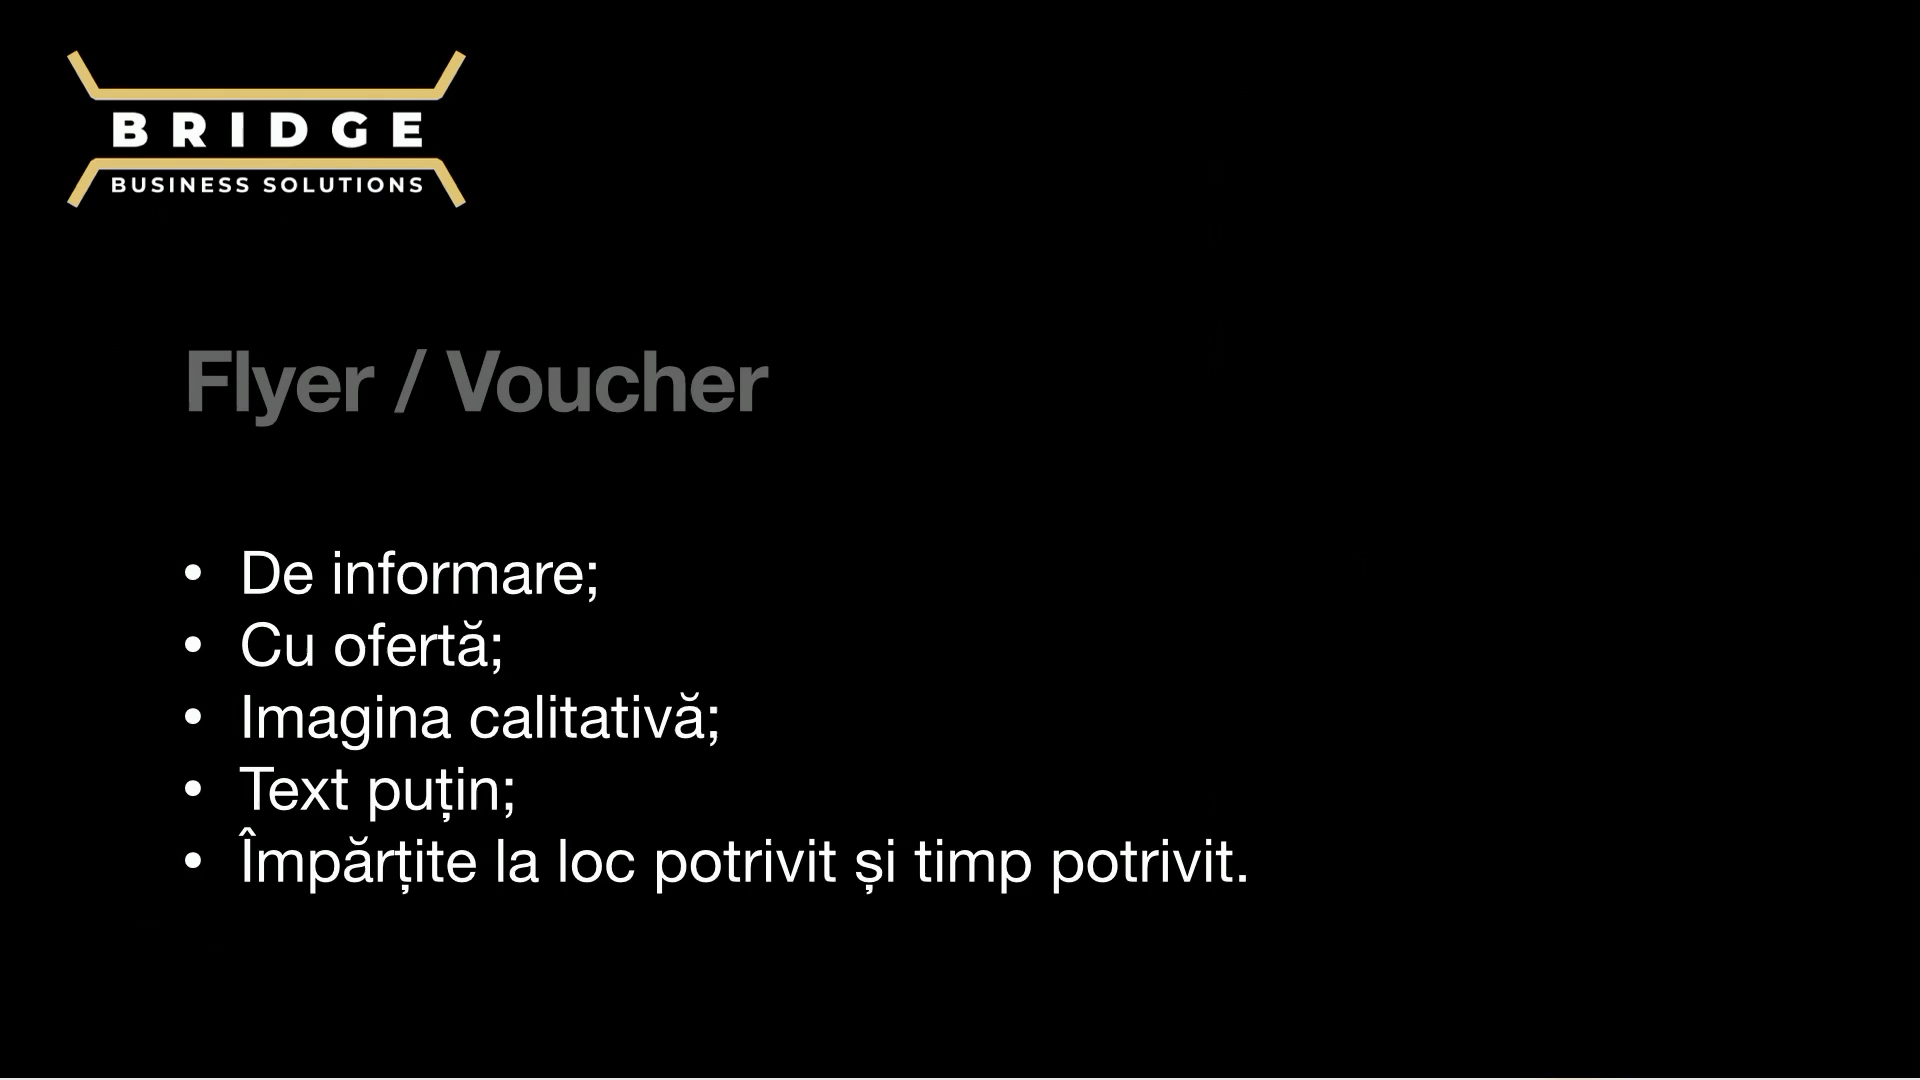 BRIDGE
BUSINESS SOLUTIONS
Flyer / Voucher
• De informare;
• Cu ofertă;
• Imagina calitativă;
• Text puțin;
• Împărțite la loc potrivit și timp potrivit.